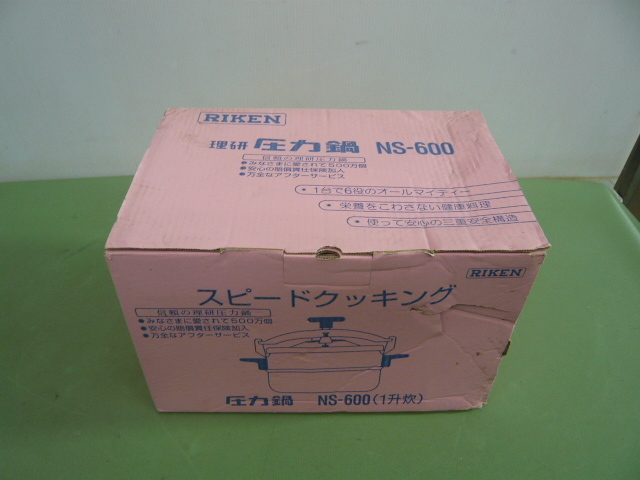 RIKEN
理研 圧力鍋 NS-600
信頼の理研圧力鍋
●みなさまに愛されて500万個
●安心の賠償責任保険加入
●万全なアフターサービス
●1台で6役のオールマイティー
●栄養をこわさない健康料理
●使って安心の三重安全構造
RIKEN
スピードクッキング
信頼の理研圧力鍋
●みなさまに愛されて500万個
●安心の賠償責任保険加入
●万全なアフターサービス
圧力鍋 NS-600(1升炊)